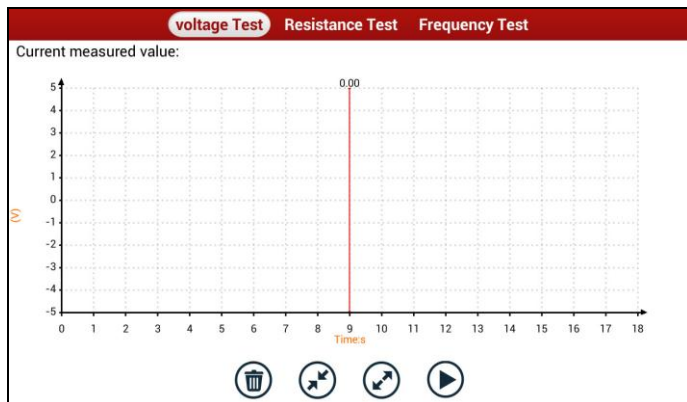 voltage Test Resistance Test Frequency Test
Current measured value:
0.00
5
4
3
2
1
0
-1
-2
-3
-4
-5
(V)
0 1 2 3 4 5 6 7 8 9 10 11 12 13 14 15 16 17 18
Time:s